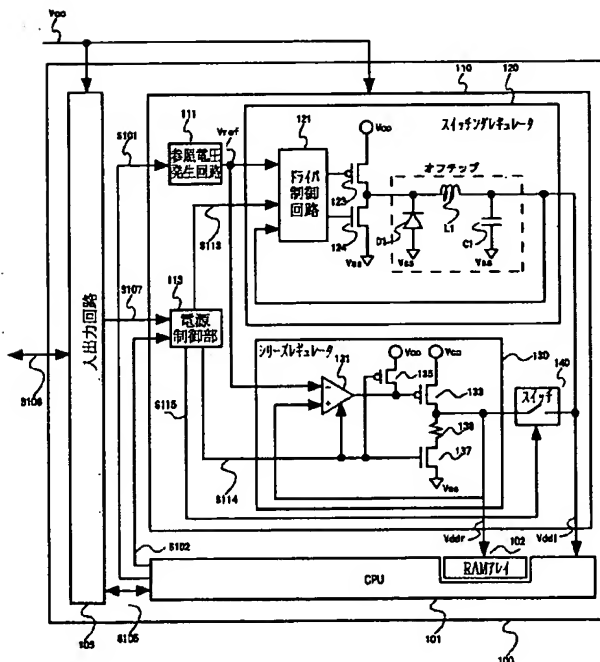 Vcc
110
120
S101
111
参照電圧
発生回路
Vref
121
ドライバ
制御
回路
スイッチングレギュレータ
Vcc
オフチップ
123
124
D1
L1
C1
Vss
Vss
Vss
S113
入出力回路
S107
113
電源
制御部
S106
シリーズレギュレータ
131
Vcc
Vcc
135
133
130
140
スイッチ
137
Vss
S115
S114
Vddr
Vddi
S102
102
RAMアレイ
CPU
S105
103
101
100